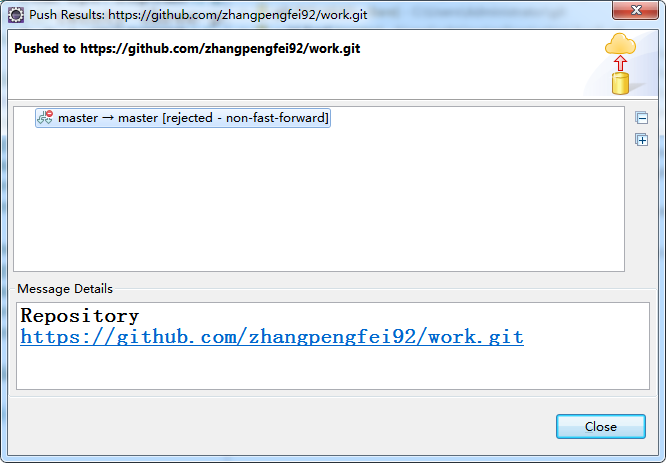 Push Results: https://github.com/zhangpengfei92/work.git
Pushed to https://github.com/zhangpengfei92/work.git
master → master [rejected - non-fast-forward]
Message Details
Repository
https://github.com/zhangpengfei92/work.git
Close